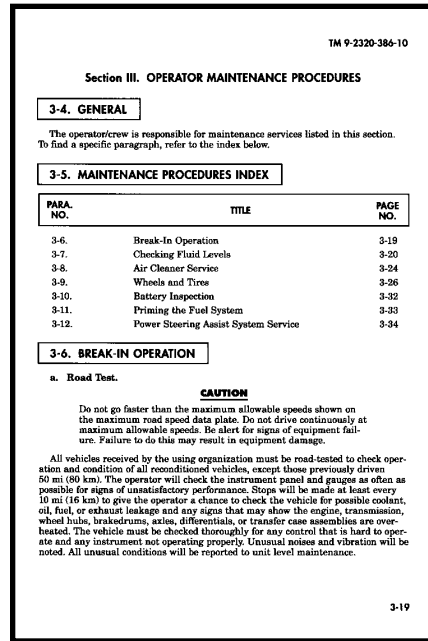 TM 9-2320-386-10
Section III. OPERATOR MAINTENANCE PROCEDURES
3-4. GENERAL
The operator/crew is responsible for maintenance services listed in this section.
To find a specific paragraph, refer to the index below.
3-5. MAINTENANCE PROCEDURES INDEX
PARA. NO. TITLE PAGE NO.
3-6. Break-In Operation 3-19
3-7. Checking Fluid Levels 3-20
3-8. Air Cleaner Service 3-24
3-9. Wheels and Tires 3-26
3-10. Battery Inspection 3-32
3-11. Priming the Fuel System 3-33
3-12. Power Steering Assist System Service 3-34
3-6. BREAK-IN OPERATION
a. Road Test.
CAUTION
Do not go faster than the maximum allowable speeds shown on
the maximum road speed data plate. Do not drive continuously at
maximum allowable speeds. Be alert for signs of equipment fail-
ure. Failure to do this may result in equipment damage.
All vehicles received by the using organization must be road-tested to check oper-
ation and condition of all reconditioned vehicles, except those previously driven
50 mi (80 km). The operator will check the instrument panel and gauges as often as
possible for signs of unsatisfactory performance. Stops will be made at least every
10 mi (16 km) to give the operator a chance to check the vehicle for possible coolant,
oil, fuel, or exhaust leakage and any signs that may show the engine, transmission,
wheel hubs, brakedrums, axles, differentials, or transfer case assemblies are over-
heated. The vehicle must be checked thoroughly for any control that is hard to oper-
ate and any instrument not operating properly. Unusual noises and vibration will be
noted. All unusual conditions will be reported to unit level maintenance.
3-19